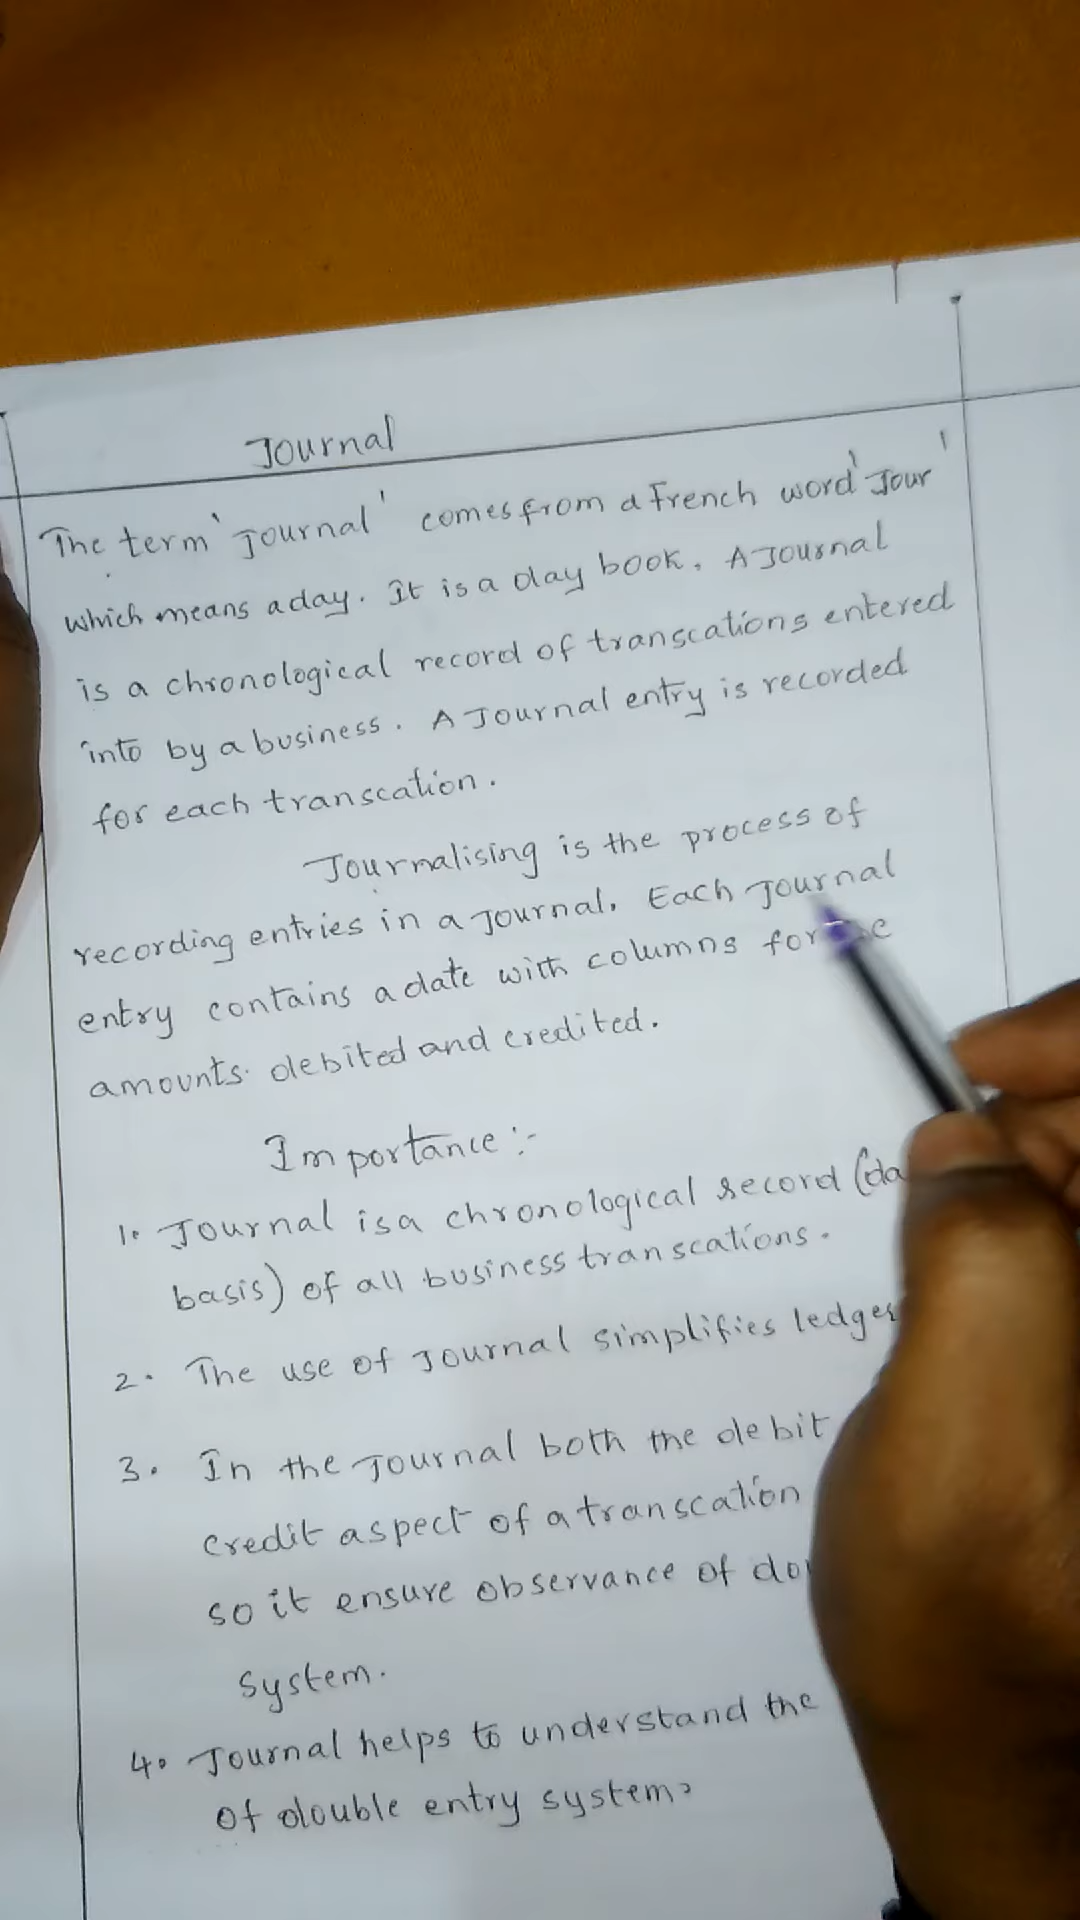 Journal
The term 'Journal' comes from a French word 'Jour'
which means a day. It is a day book. A Journal
is a chronological record of transcations entered
into by a business. A Journal entry is recorded
for each transcation.
Journalising is the process of
recording entries in a Journal. Each Journal
entry contains a date with columns for
amounts. debited and credited.
Importance :-
1. Journal is a chronological record (da
basis) of all business transcations.
2. The use of Journal simplifies ledger
3. In the Journal both the debit
credit aspect of a transcation
so it ensure observance of do
system.
4. Journal helps to understand the
of double entry system.